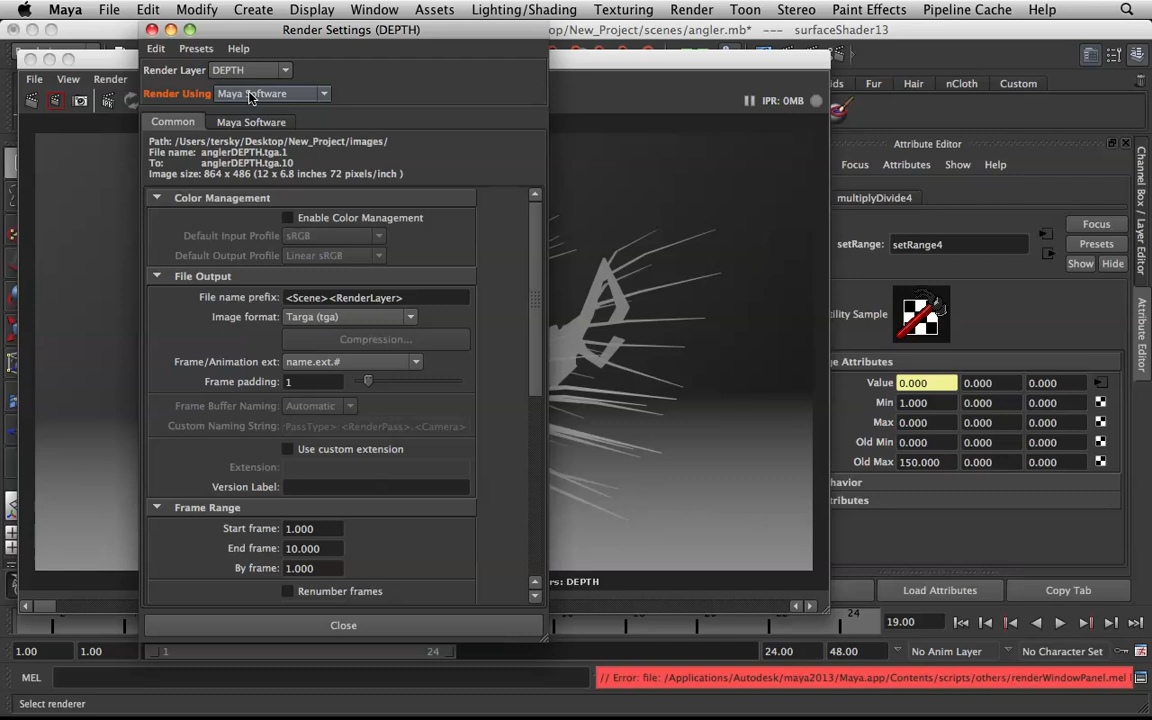 Maya File Edit Modify Create Display Window Assets Lighting/Shading Texturing Render Toon Stereo Paint Effects Pipeline Cache Help
Render Settings (DEPTH)
op/New_Project/scenes/angler.mb* -- surfaceShader13
Edit Presets Help
File View Render
Render Layer DEPTH
Render Using Maya Software
Fur Hair nCloth Custom
IPR: 0MB
Common Maya Software
Path: /Users/tersky/Desktop/New_Project/images/
File name: anglerDEPTH.tga.1
To: anglerDEPTH.tga.10
Image size: 864 x 486 (12 x 6.8 inches 72 pixels/inch )
Color Management
Enable Color Management
Default Input Profile sRGB
Default Output Profile Linear sRGB
File Output
File name prefix: <Scene><RenderLayer>
Image format: Targa (tga)
Compression...
Frame/Animation ext: name.ext.#
Frame padding: 1
Frame Buffer Naming: Automatic
Custom Naming String: PassType>:<RenderPass>.<Camera>
Use custom extension
Extension:
Version Label:
Frame Range
Start frame: 1.000
End frame: 10.000
By frame: 1.000
Renumber frames
Close
rs: DEPTH
Attribute Editor
Focus Attributes Show Help
multiplyDivide4
Focus
setRange: setRange4
Presets
Show Hide
ility Sample
ge Attributes
Value 0.000 0.000 0.000
Min 1.000 0.000 0.000
Max 0.000 0.000 0.000
Old Min 0.000 0.000 0.000
Old Max 150.000 0.000 0.000
havior
ttributes
Load Attributes Copy Tab
Channel Box / Layer Editor
Attribute Editor
24
19.00
1.00 1.00 1 24 24.00 48.00 No Anim Layer No Character Set
MEL
// Error: file: /Applications/Autodesk/maya2013/Maya.app/Contents/scripts/others/renderWindowPanel.mel
Select renderer